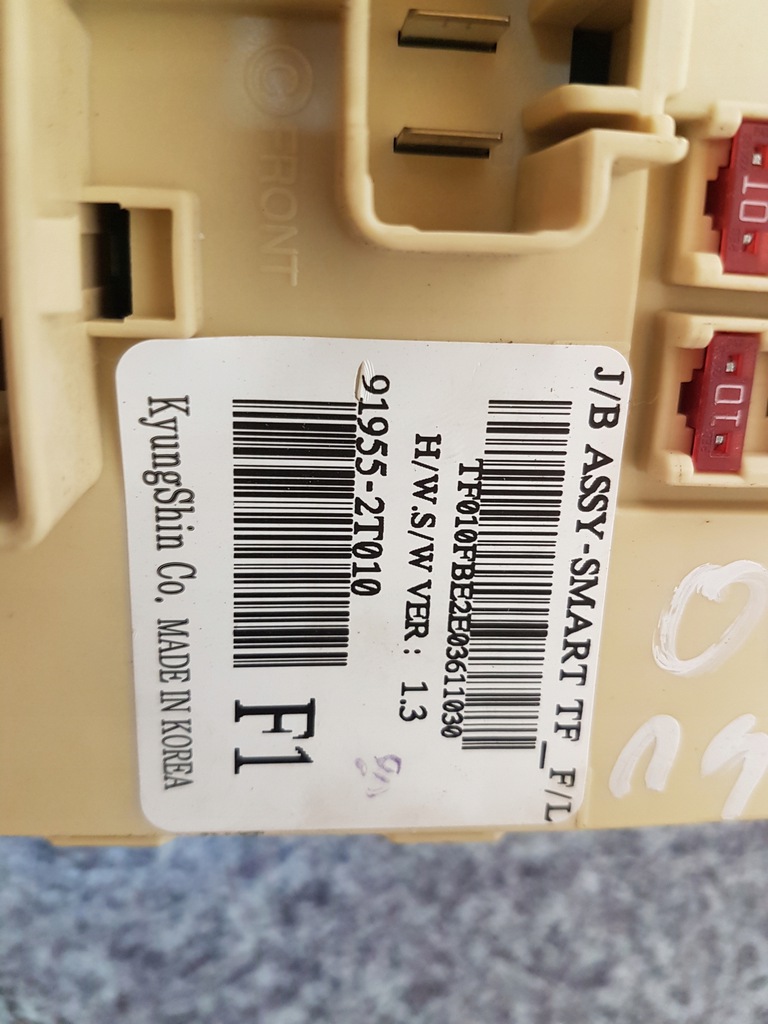 J/B ASSY-SMART TF_F/L
TF010FBE2E03611030
H/W.S/W VER : 1.3
91955-2T010
F1
KyungShin Co. MADE IN KOREA
FRONT
10
10